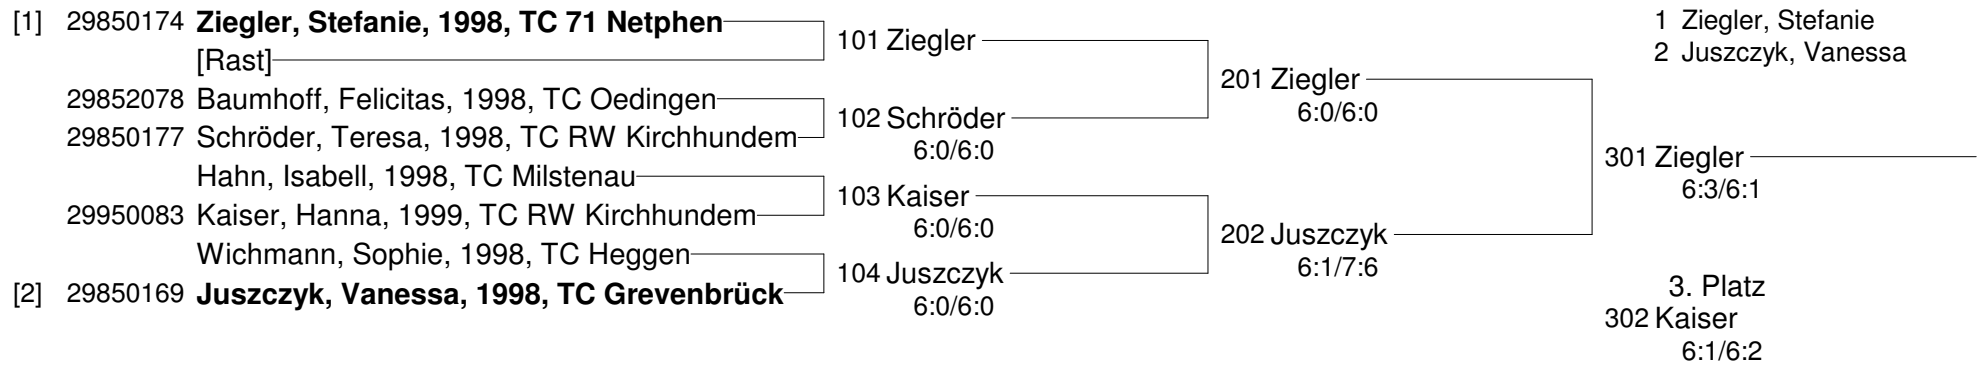 [1] 29850174 Ziegler, Stefanie, 1998, TC 71 Netphen
[Rast]
29852078 Baumhoff, Felicitas, 1998, TC Oedingen
29850177 Schröder, Teresa, 1998, TC RW Kirchhundem
Hahn, Isabell, 1998, TC Milstenau
29950083 Kaiser, Hanna, 1999, TC RW Kirchhundem
Wichmann, Sophie, 1998, TC Heggen
[2] 29850169 Juszczyk, Vanessa, 1998, TC Grevenbrück
101 Ziegler
102 Schröder
6:0/6:0
103 Kaiser
6:0/6:0
104 Juszczyk
6:0/6:0
201 Ziegler
6:0/6:0
202 Juszczyk
6:1/7:6
1 Ziegler, Stefanie
2 Juszczyk, Vanessa
301 Ziegler
6:3/6:1
3. Platz
302 Kaiser
6:1/6:2